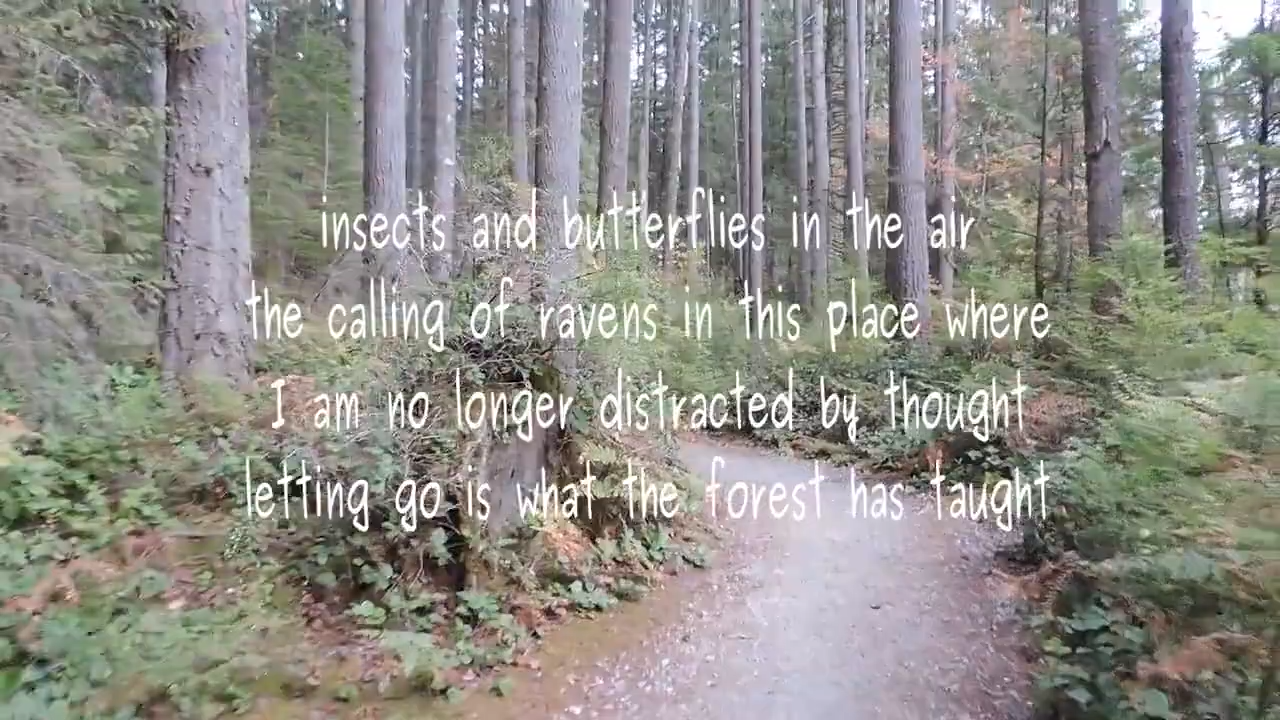 insects and butterflies in the air
the calling of ravens in this place where
I am no longer distracted by thought
letting go is what the forest has taught